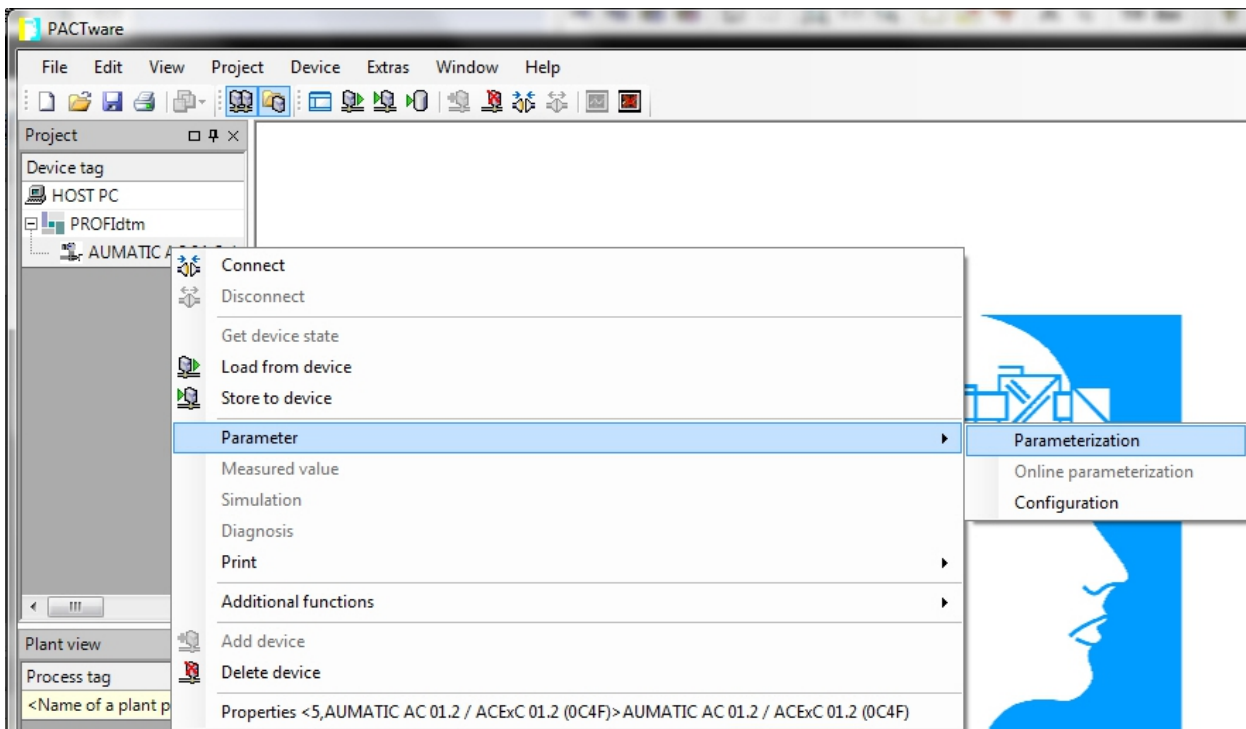 PACTware
File Edit View Project Device Extras Window Help
Project
Device tag
HOST PC
PROFIdtm
AUMATIC
Connect
Disconnect
Get device state
Load from device
Store to device
Parameter
Parameterization
Measured value
Online parameterization
Simulation
Configuration
Diagnosis
Print
Additional functions
Plant view
Add device
Process tag
Delete device
<Name of a plant p
Properties <5,AUMATIC AC 01.2 / ACExC 01.2 (0C4F)>AUMATIC AC 01.2 / ACExC 01.2 (0C4F)